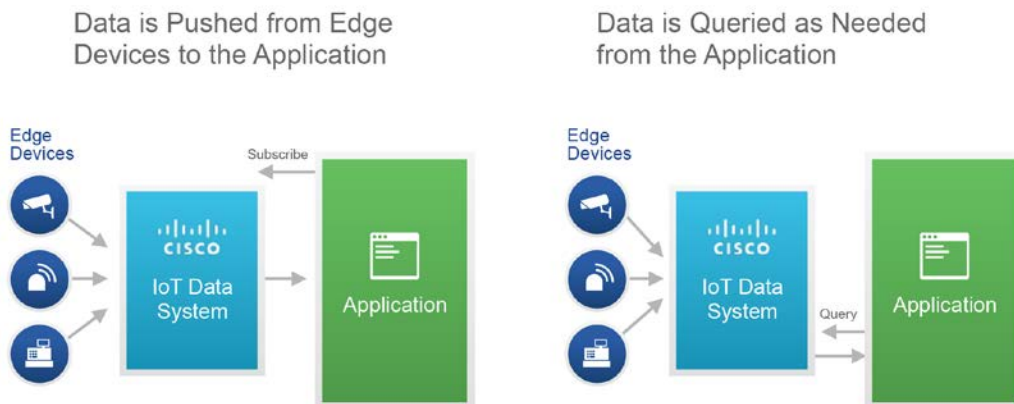 Data is Pushed from Edge
Devices to the Application
Edge
Devices
Subscribe
CISCO
IoT Data
System
Application
Data is Queried as Needed
from the Application
Edge
Devices
CISCO
IoT Data
System
Query
Application